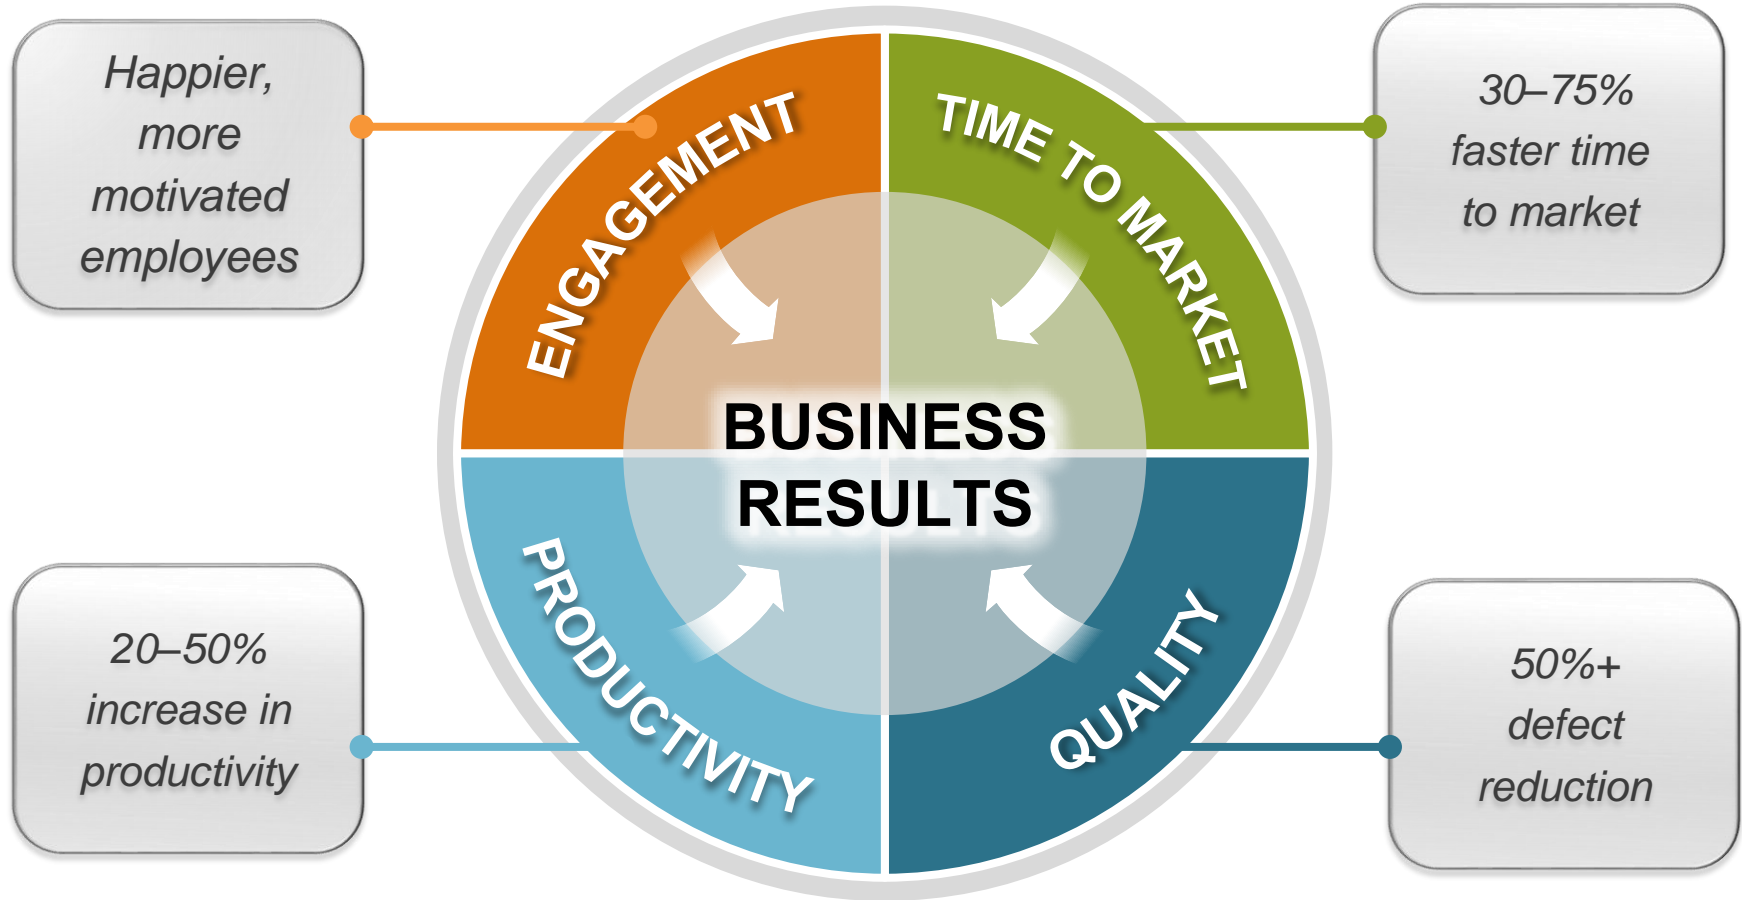 Happier,
more
motivated
employees
ENGAGEMENT
TIME TO MARKET
30–75%
faster time
to market
BUSINESS
RESULTS
20–50%
increase in
productivity
PRODUCTIVITY
QUALITY
50%+
defect
reduction